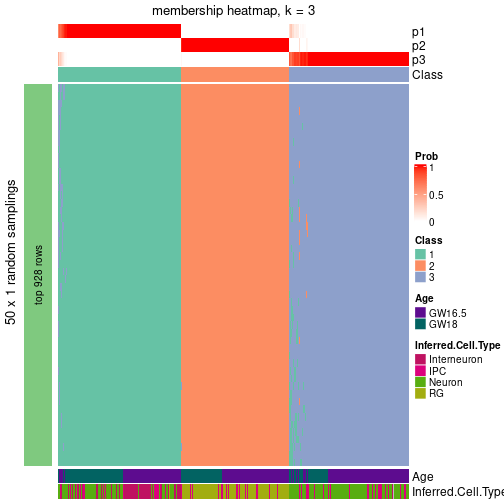 membership heatmap, k = 3
p1
p2
p3
Class
50 x 1 random samplings
top 928 rows
Prob
1
0.5
0
Class
1
2
3
Age
GW16.5
GW18
Inferred.Cell.Type
Interneuron
IPC
Neuron
RG
Age
Inferred.Cell.Type